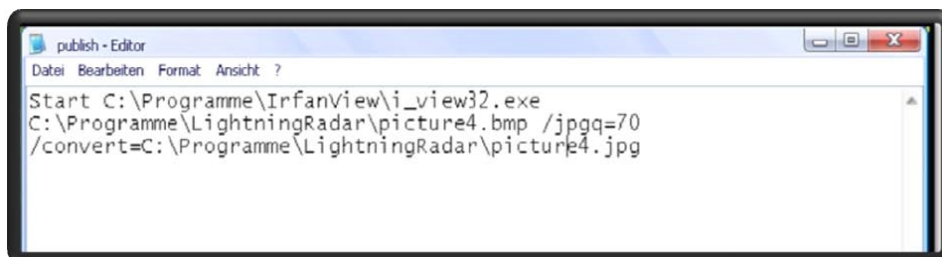 publish - Editor
Datei Bearbeiten Format Ansicht ?
Start C:\Programme\IrfanView\i_view32.exe
C:\Programme\LightningRadar\picture4.bmp /jpgq=70
/convert=C:\Programme\LightningRadar\picture4.jpg